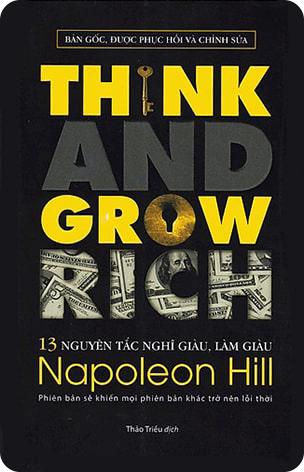 BẢN GỐC, ĐƯỢC PHỤC HỒI VÀ CHỈNH SỬA
THINK
AND
GROW
RICH
13 NGUYÊN TẮC NGHĨ GIÀU, LÀM GIÀU
Napoleon Hill
Phiên bản sẽ khiến mọi phiên bản khác trở nên lỗi thời
Thảo Triều dịch